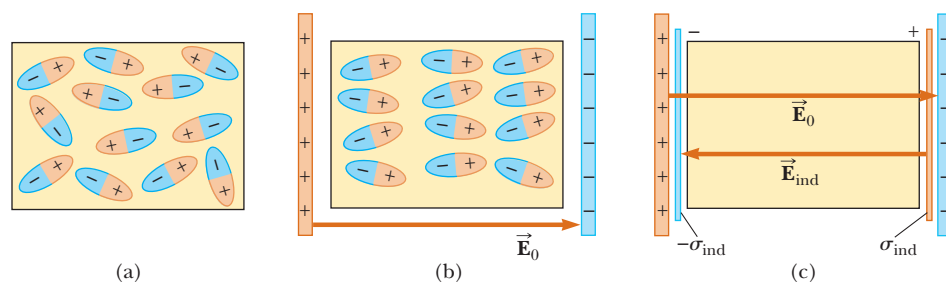 − + − + − +
+ − + −
+ − + − + −
− + − + − + − +
(a)
+ + + + +
− + − + − +
− + − + − +
− + − + − +
− + − + − +
− − − − − − −
E⃗0
(b)
+ + + + +
− +
E⃗0
E⃗ind
− − − − − − −
−σind σind
(c)